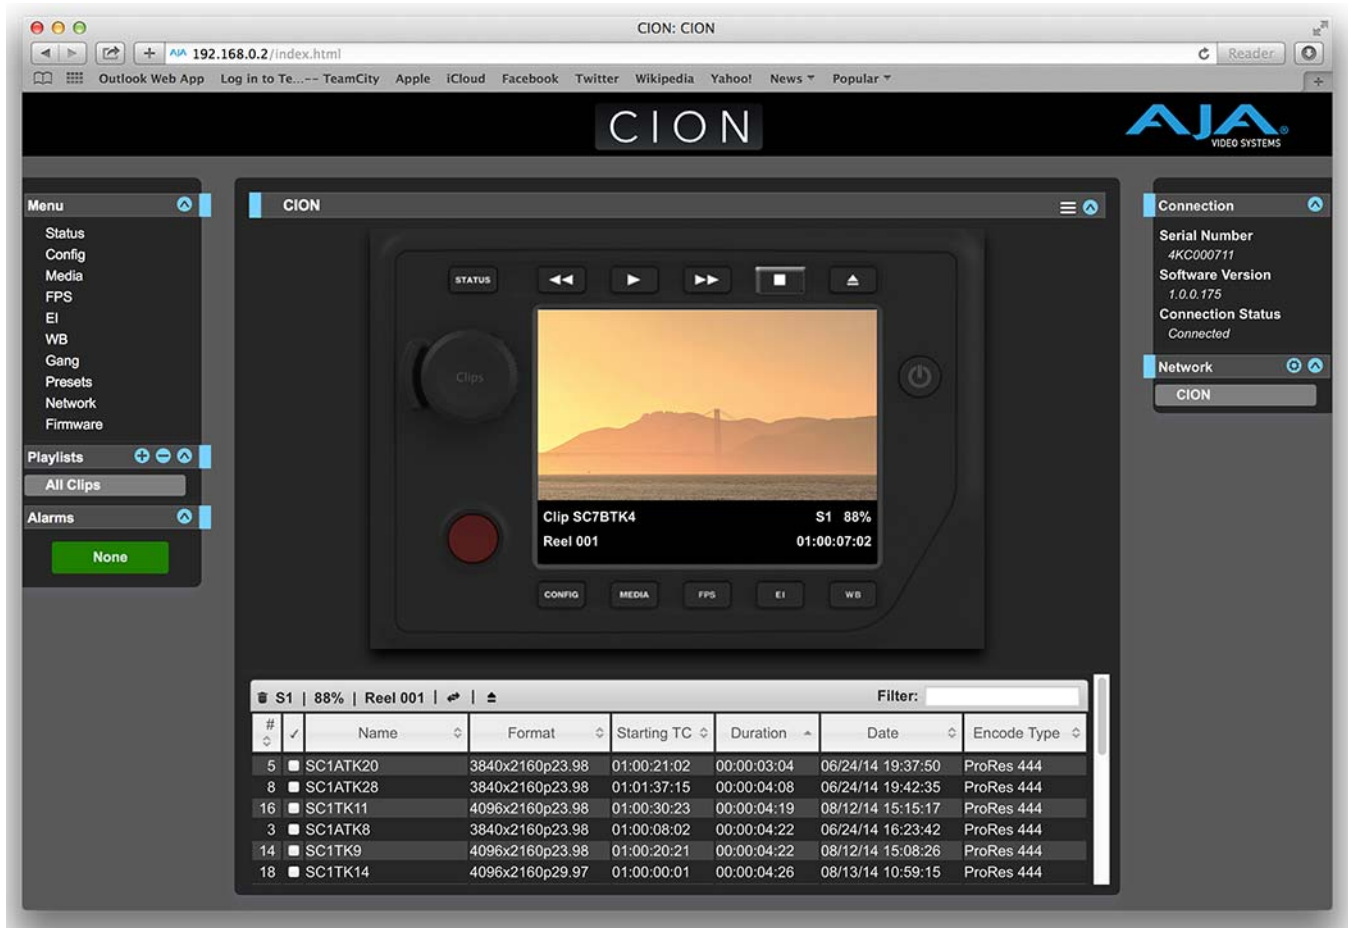 CION: CION
AJA 192.168.0.2/index.html
Reader
Outlook Web App Log in to Te...-- TeamCity Apple iCloud Facebook Twitter Wikipedia Yahoo! News Popular
CION
AJA®
VIDEO SYSTEMS
Menu
Status
Config
Media
FPS
EI
WB
Gang
Presets
Network
Firmware
Playlists
All Clips
Alarms
None
CION
STATUS
Clips
Clip SC7BTK4 S1 88%
Reel 001 01:00:07:02
CONFIG MEDIA FPS EI WB
S1 | 88% | Reel 001 | | Filter:
# ✓ Name Format Starting TC Duration Date Encode Type
5 SC1ATK20 3840x2160p23.98 01:00:21:02 00:00:03:04 06/24/14 19:37:50 ProRes 444
8 SC1ATK28 3840x2160p23.98 01:01:37:15 00:00:04:08 06/24/14 19:42:35 ProRes 444
16 SC1TK11 4096x2160p23.98 01:00:30:23 00:00:04:19 08/12/14 15:15:17 ProRes 444
3 SC1ATK8 3840x2160p23.98 01:00:08:02 00:00:04:22 06/24/14 16:23:42 ProRes 444
14 SC1TK9 4096x2160p23.98 01:00:20:21 00:00:04:22 08/12/14 15:08:26 ProRes 444
18 SC1TK14 4096x2160p29.97 01:00:00:01 00:00:04:26 08/13/14 10:59:15 ProRes 444
Connection
Serial Number
4KC000711
Software Version
1.0.0.175
Connection Status
Connected
Network
CION